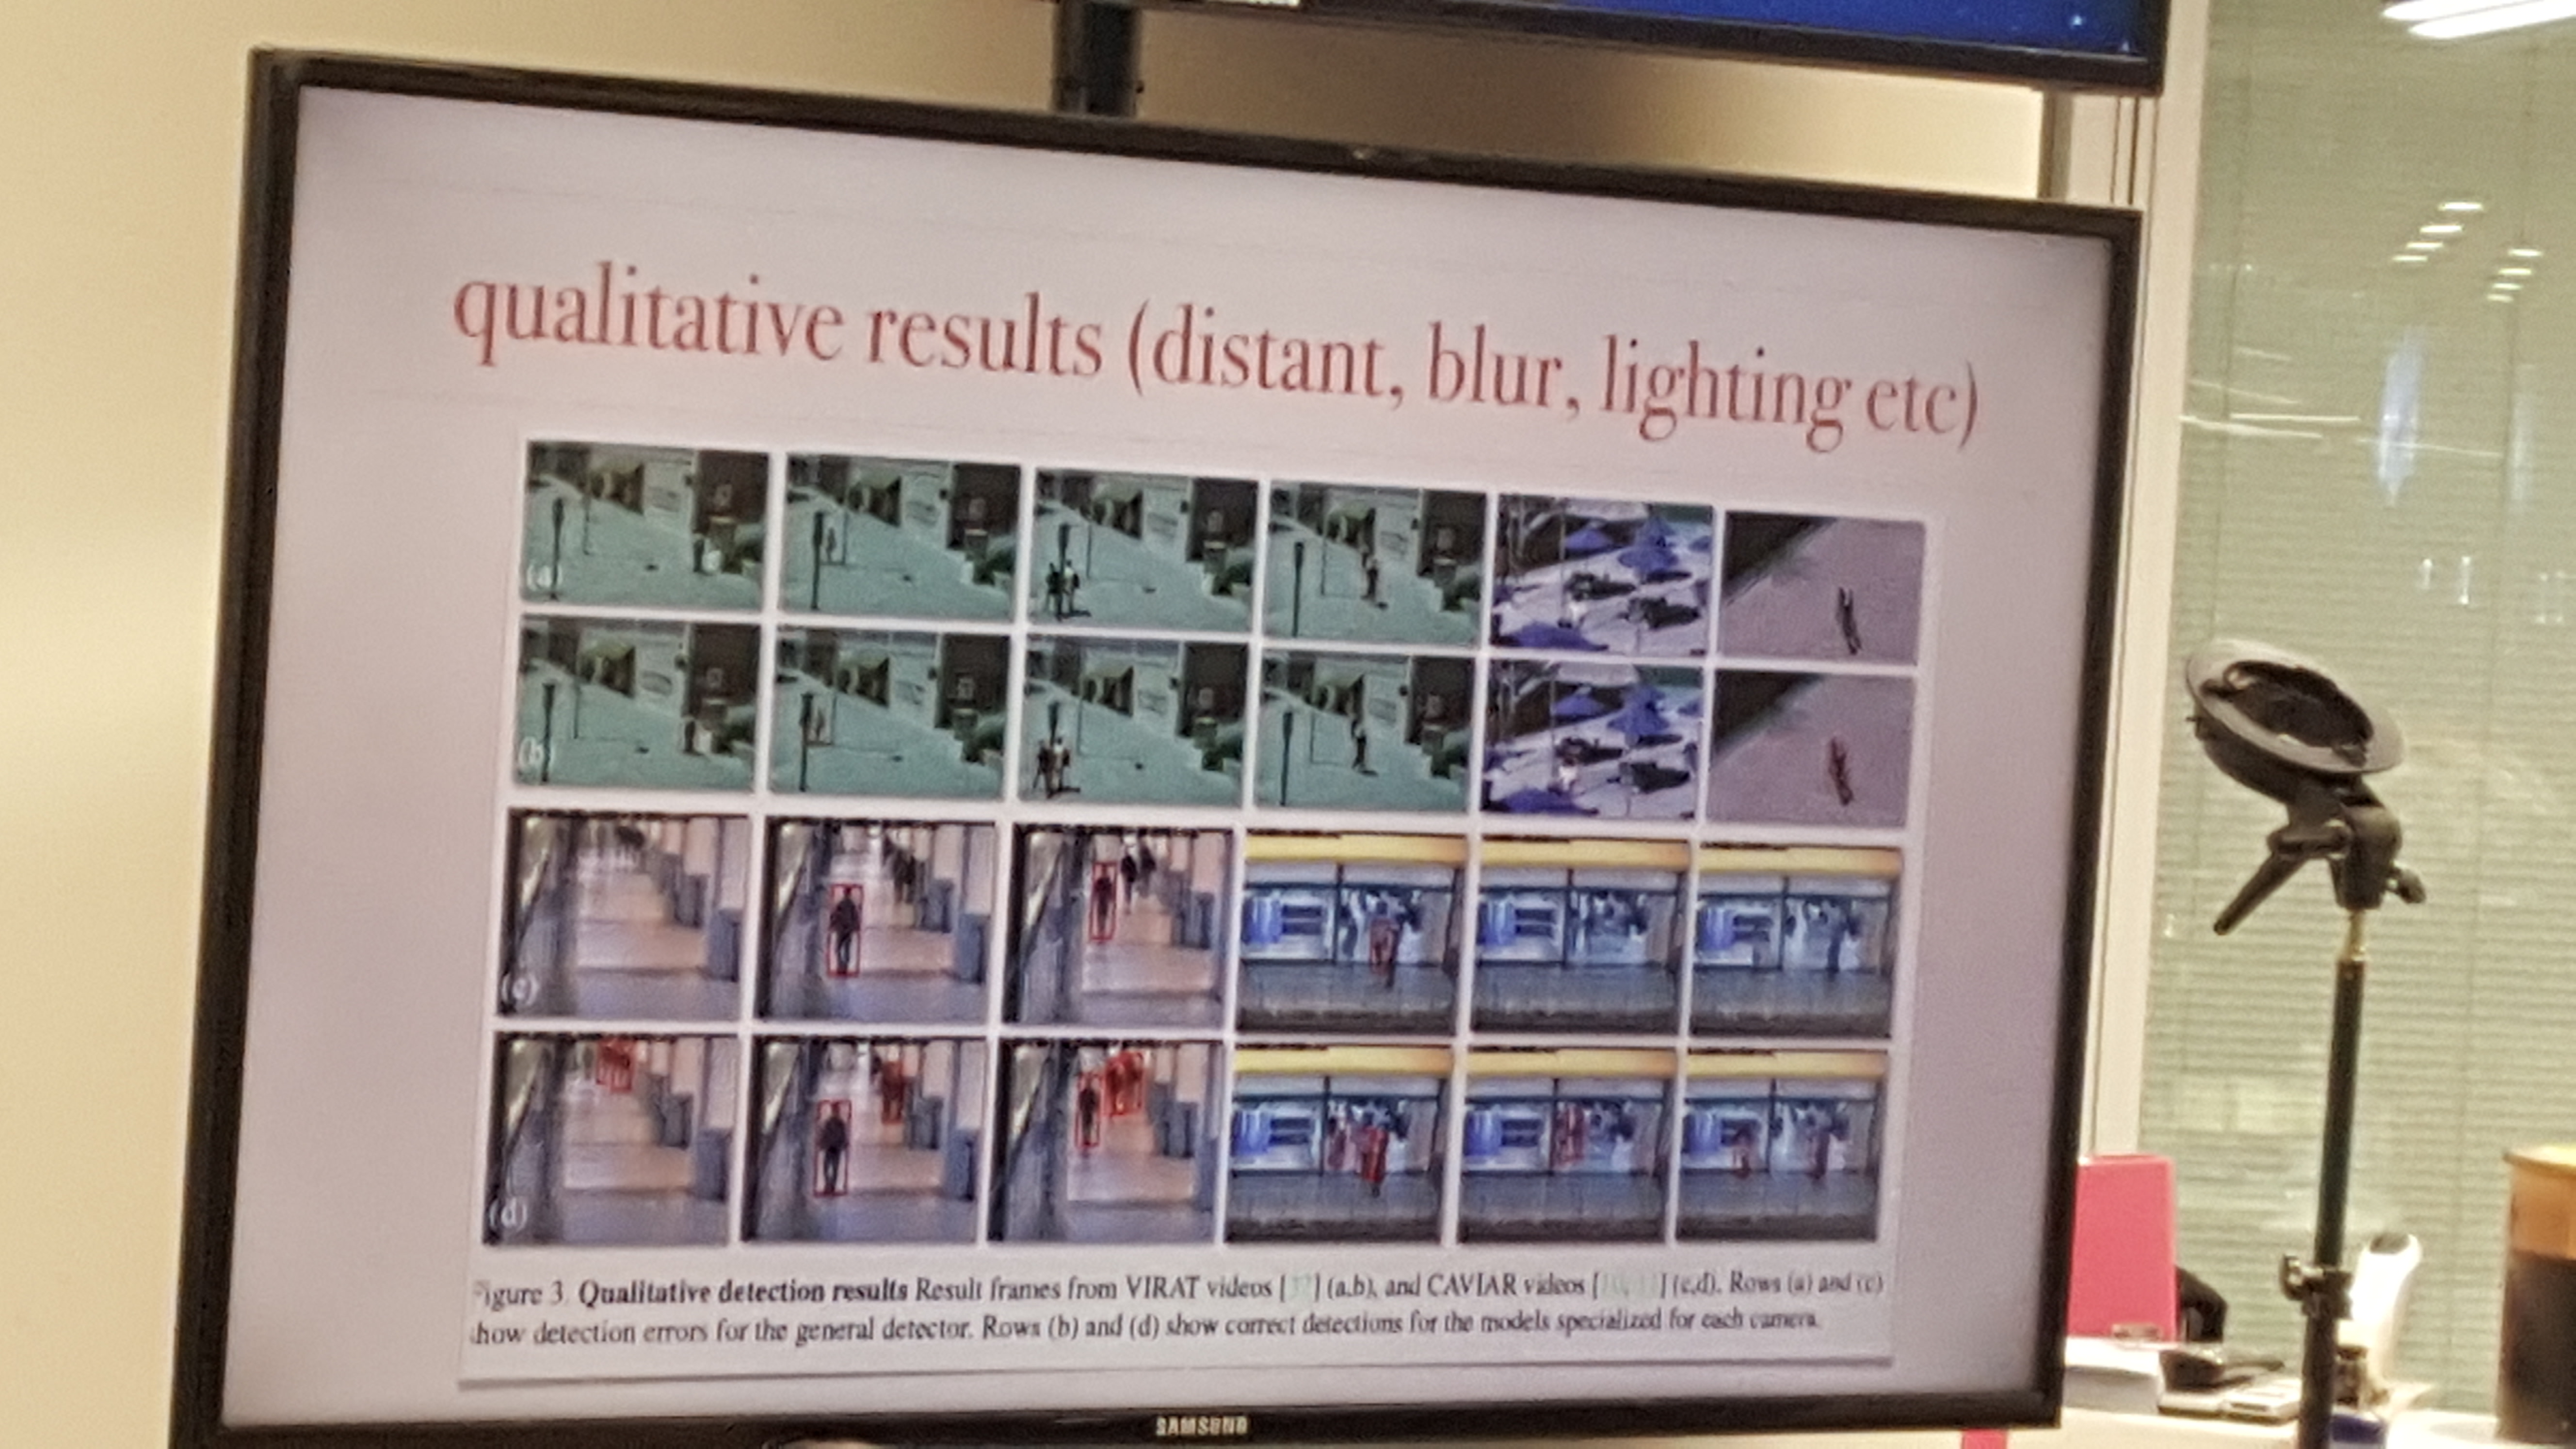 qualitative results (distant, blur, lighting etc)
(a)
(b)
(c)
(d)
igure 3. Qualitative detection results Result frames from VIRAT videos [ ] (a,b), and CAVIAR videos [ ] (c,d). Rows (a) and (c)
how detection errors for the general detector. Rows (b) and (d) show correct detections for the models specialized for each camera.
SAMSUNG